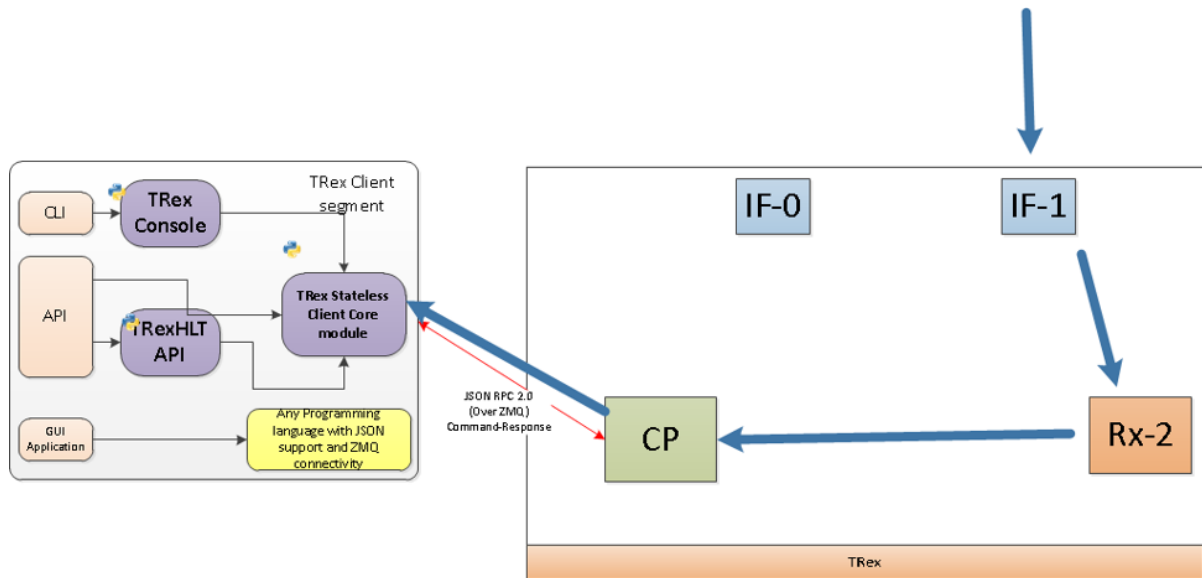 TRex Client
segment
CLI
TRex
Console
API
TRexHLT
API
TRex Stateless
Client Core
module
GUI
Application
Any Programming
language with JSON
support and ZMQ
connectivity
JSON RPC 2.0
(Over ZMQ)
Command-Response
IF-0
IF-1
CP
Rx-2
TRex